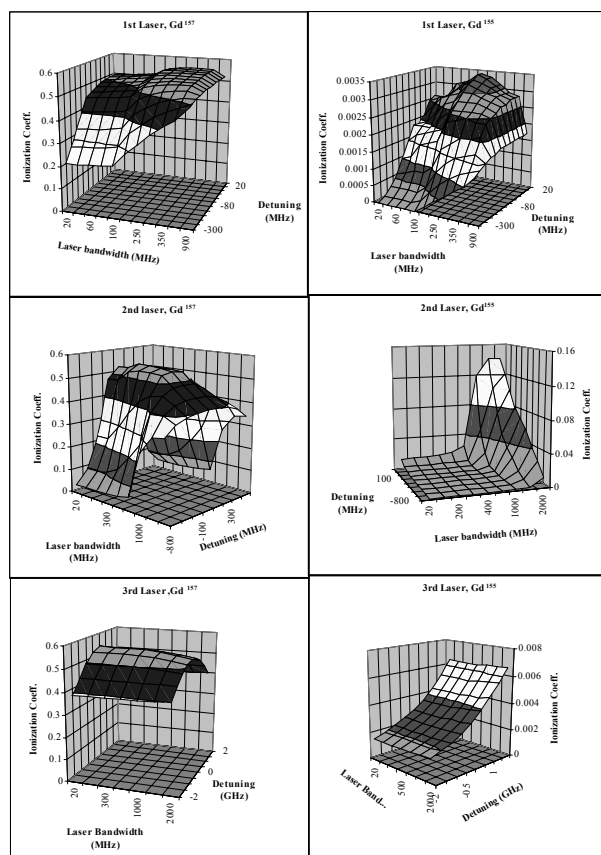 1st Laser, Gd 157
0.6
0.5
0.4
0.3
0.2
0.1
0
Ionization Coeff.
20
60
100
250
350
900
Laser bandwidth (MHz)
20
-80
-300
Detuning
(MHz)
1st Laser, Gd 155
0.0035
0.003
0.0025
0.002
0.0015
0.001
0.0005
0
Ionization Coeff.
20
60
100
250
350
900
Laser bandwidth
(MHz)
20
-80
-300
Detuning
(MHz)
2nd laser, Gd 157
0.6
0.5
0.4
0.3
0.2
0.1
0
Ionization Coeff.
20
300
1000
Laser bandwidth
(MHz)
-800
-100
300
Detuning (MHz)
2nd Laser, Gd155
0.16
0.12
0.08
0.04
0
Ionization Coeff.
100
-800
Detuning
(MHz)
20
200
400
1000
2000
Laser bandwidth (MHz)
3rd Laser ,Gd 157
0.6
0.5
0.4
0.3
0.2
0.1
0
Ionization Coeff.
20
300
1000
2000
Laser Bandwidth
(MHz)
2
0
-2
Detuning
(GHz)
3rd Laser, Gd 155
0.008
0.006
0.004
0.002
0
Ionization Coeff.
20
500
2000
Laser Band...
-2
-0.5
1
Detuning (GHz)